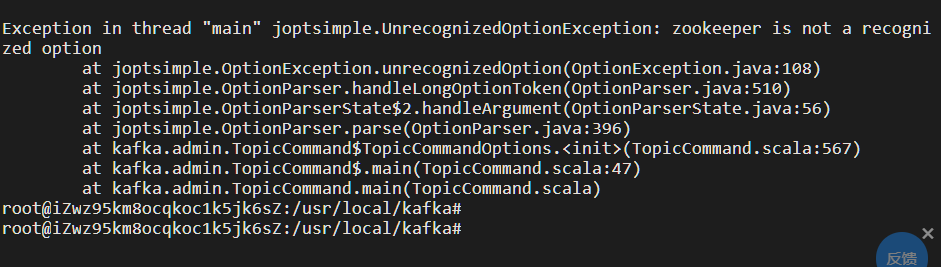 Exception in thread "main" joptsimple.UnrecognizedOptionException: zookeeper is not a recogni
zed option
        at joptsimple.OptionException.unrecognizedOption(OptionException.java:108)
        at joptsimple.OptionParser.handleLongOptionToken(OptionParser.java:510)
        at joptsimple.OptionParserState$2.handleArgument(OptionParserState.java:56)
        at joptsimple.OptionParser.parse(OptionParser.java:396)
        at kafka.admin.TopicCommand$TopicCommandOptions.<init>(TopicCommand.scala:567)
        at kafka.admin.TopicCommand$.main(TopicCommand.scala:47)
        at kafka.admin.TopicCommand.main(TopicCommand.scala)
root@iZwz95km8ocqkoc1k5jk6sZ:/usr/local/kafka#
root@iZwz95km8ocqkoc1k5jk6sZ:/usr/local/kafka#
反馈